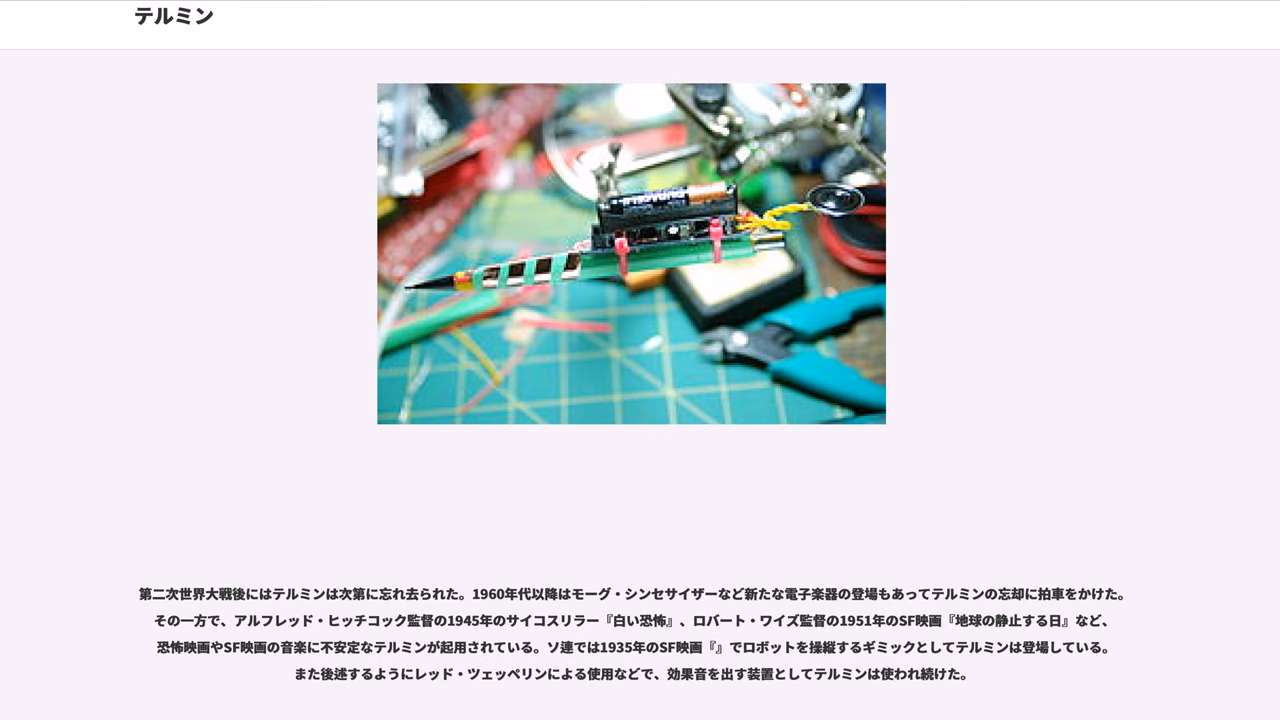 テルミン
第二次世界大戦後にはテルミンは次第に忘れ去られた。1960年代以降はモーグ・シンセサイザーなど新たな電子楽器の登場もあってテルミンの忘却に拍車をかけた。
その一方で、アルフレッド・ヒッチコック監督の1945年のサイコスリラー『白い恐怖』、ロバート・ワイズ監督の1951年のSF映画『地球の静止する日』など、
恐怖映画やSF映画の音楽に不安定なテルミンが起用されている。ソ連では1935年のSF映画『』でロボットを操縦するギミックとしてテルミンは登場している。
また後述するようにレッド・ツェッペリンによる使用などで、効果音を出す装置としてテルミンは使われ続けた。